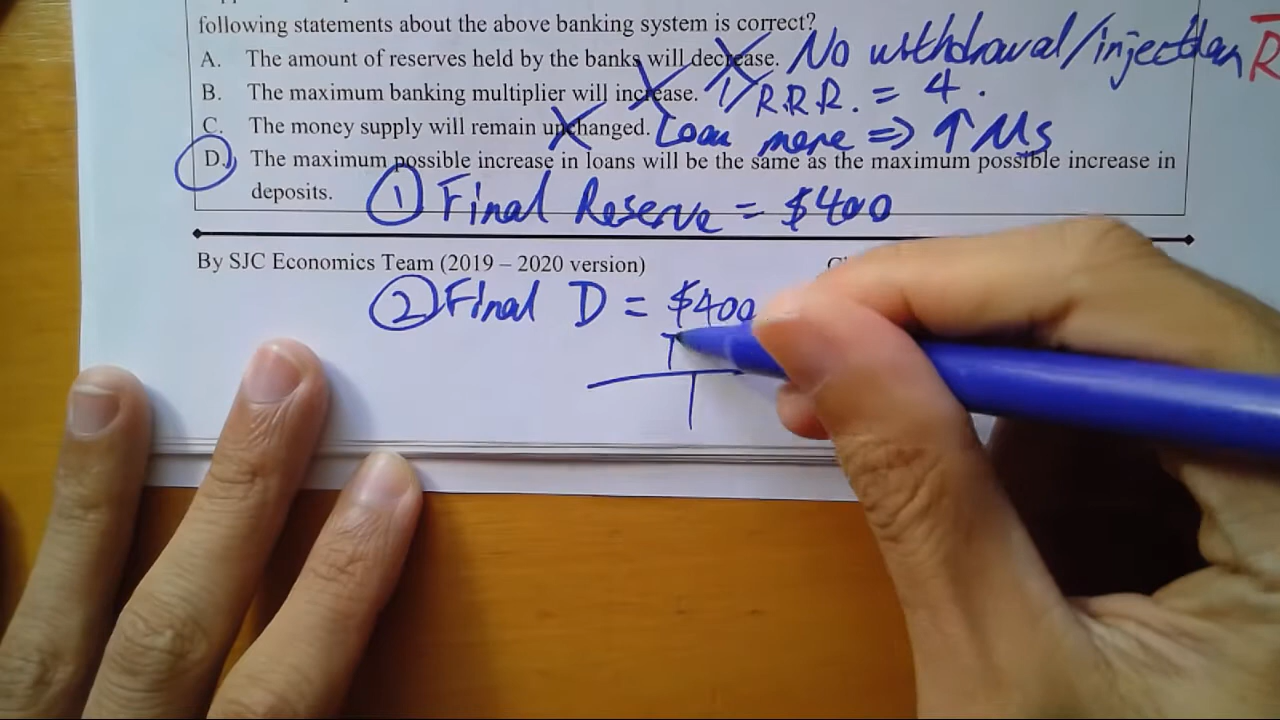 following statements about the above banking system is correct?
A. The amount of reserves held by the banks will decrease. No withdrawal/injection R
B. The maximum banking multiplier will increase. 1/R.R.R. = 4.
C. The money supply will remain unchanged. Loan more ⇒ ↑ Ms
D. The maximum possible increase in loans will be the same as the maximum possible increase in
deposits.
① Final Reserve = $400
By SJC Economics Team (2019 – 2020 version)
② Final D = $400